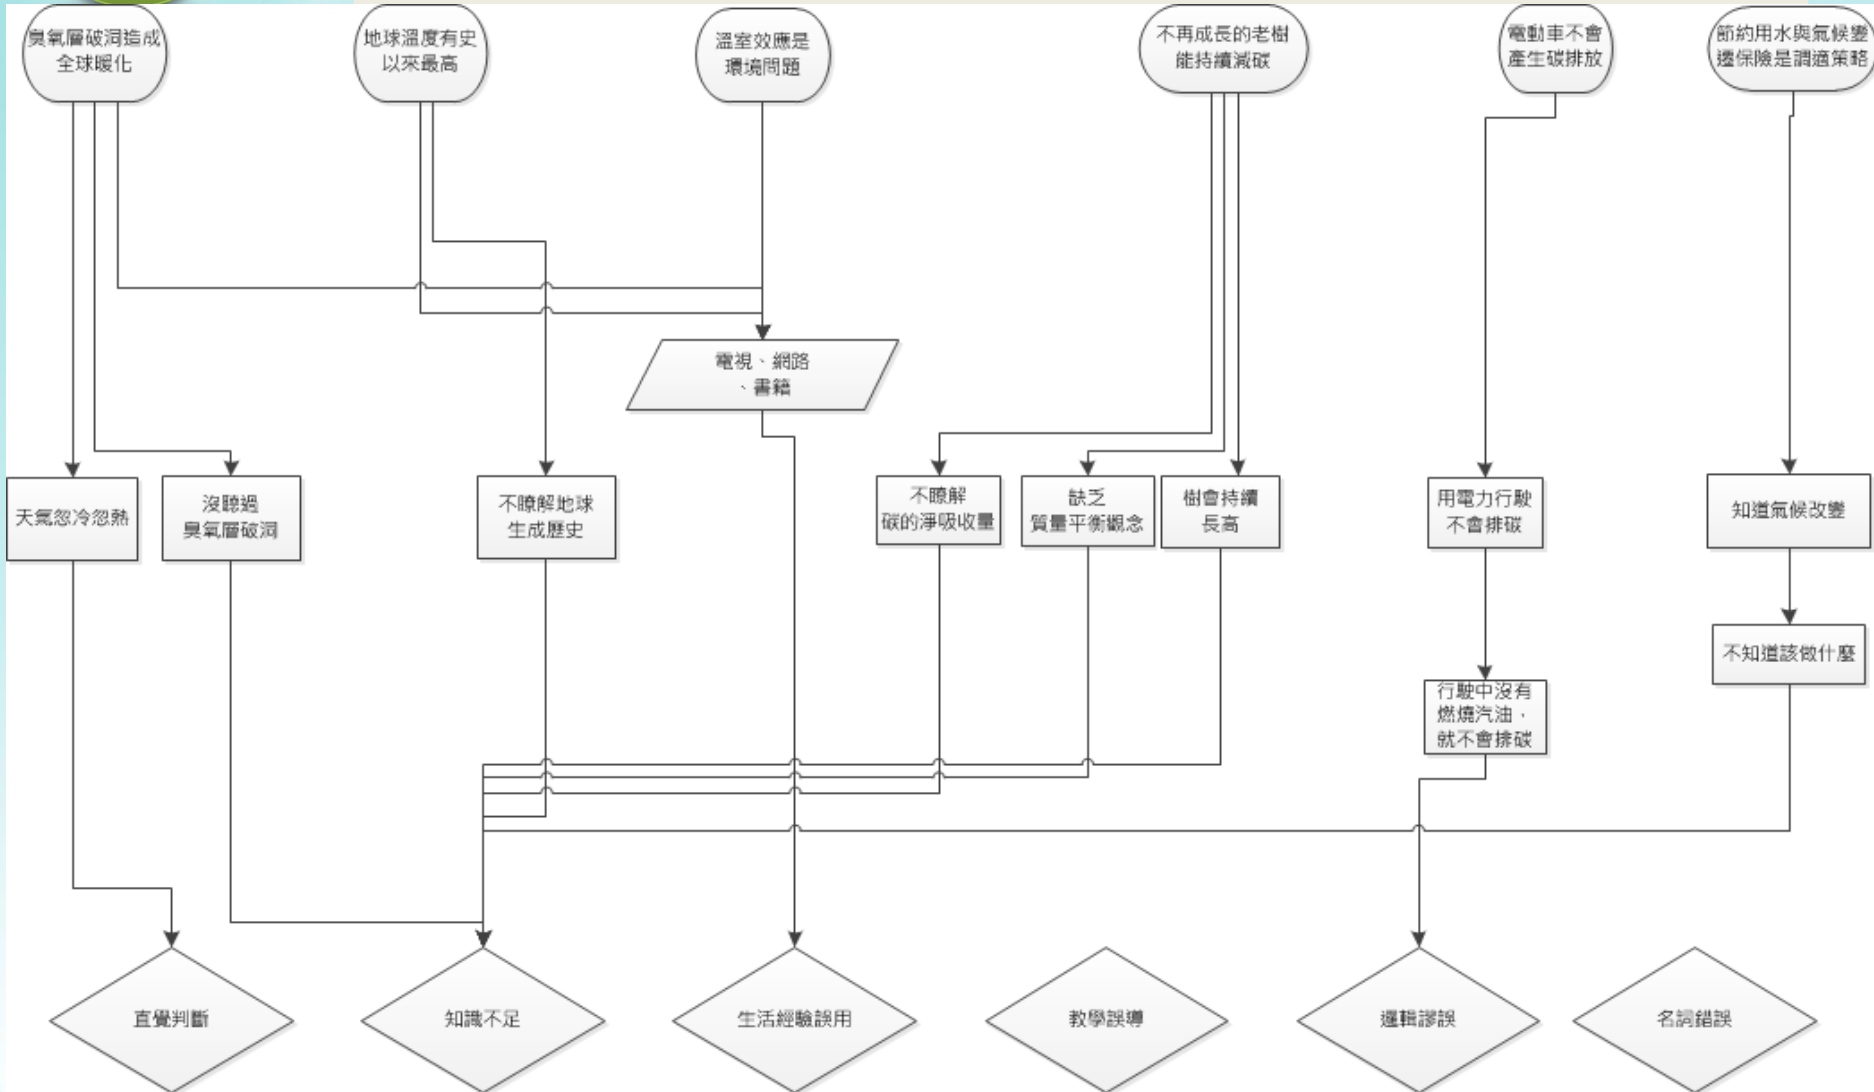 臭氧層破洞造成
全球暖化
地球溫度有史
以來最高
溫室效應是
環境問題
不再成長的老樹
能持續減碳
電動車不會
產生碳排放
節約用水與氣候變
遷保險是調適策略
電視、網路
、書籍
天氣忽冷忽熱
沒聽過
臭氧層破洞
不瞭解地球
生成歷史
不瞭解
碳的淨吸收量
缺乏
質量平衡觀念
樹會持續
長高
用電力行駛
不會排碳
知道氣候改變
不知道該做什麼
行駛中沒有
燃燒汽油，
就不會排碳
直覺判斷
知識不足
生活經驗誤用
教學誤導
邏輯謬誤
名詞錯誤